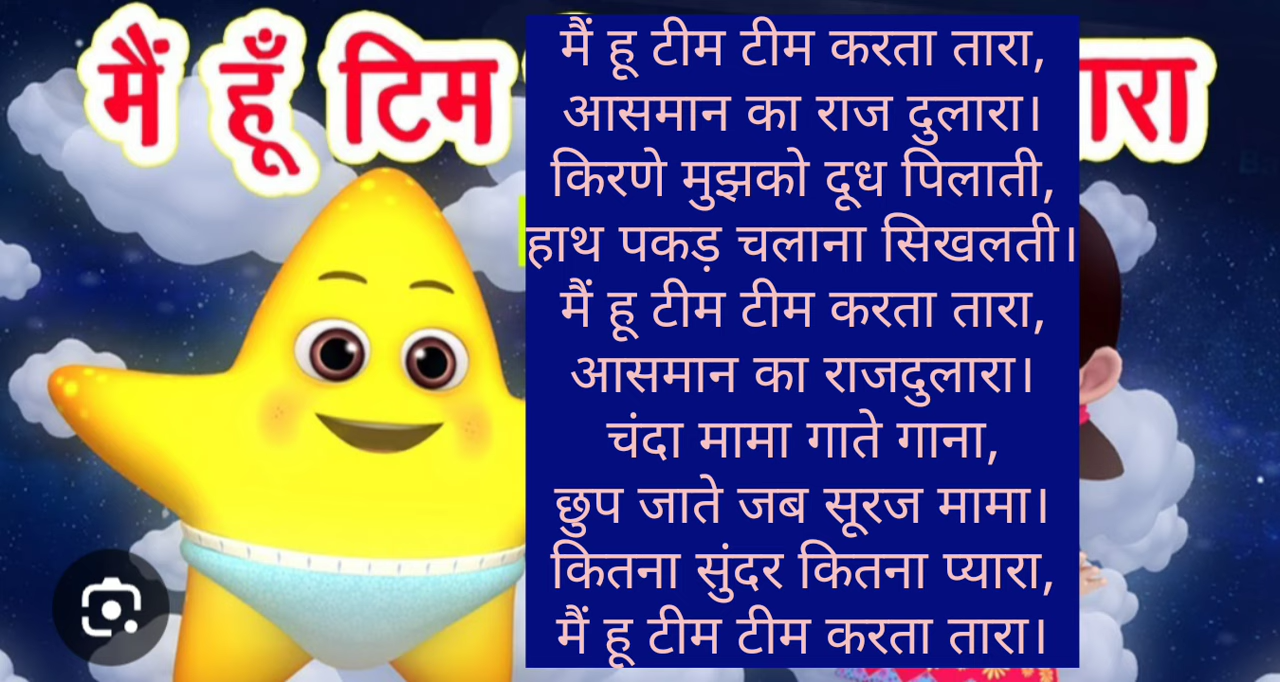 मैं हूँ टिम
मैं हू टीम टीम करता तारा,
आसमान का राज दुलारा।
किरणे मुझको दूध पिलाती,
हाथ पकड़ चलाना सिखलती।
मैं हू टीम टीम करता तारा,
आसमान का राजदुलारा।
चंदा मामा गाते गाना,
छुप जाते जब सूरज मामा।
कितना सुंदर कितना प्यारा,
मैं हू टीम टीम करता तारा।